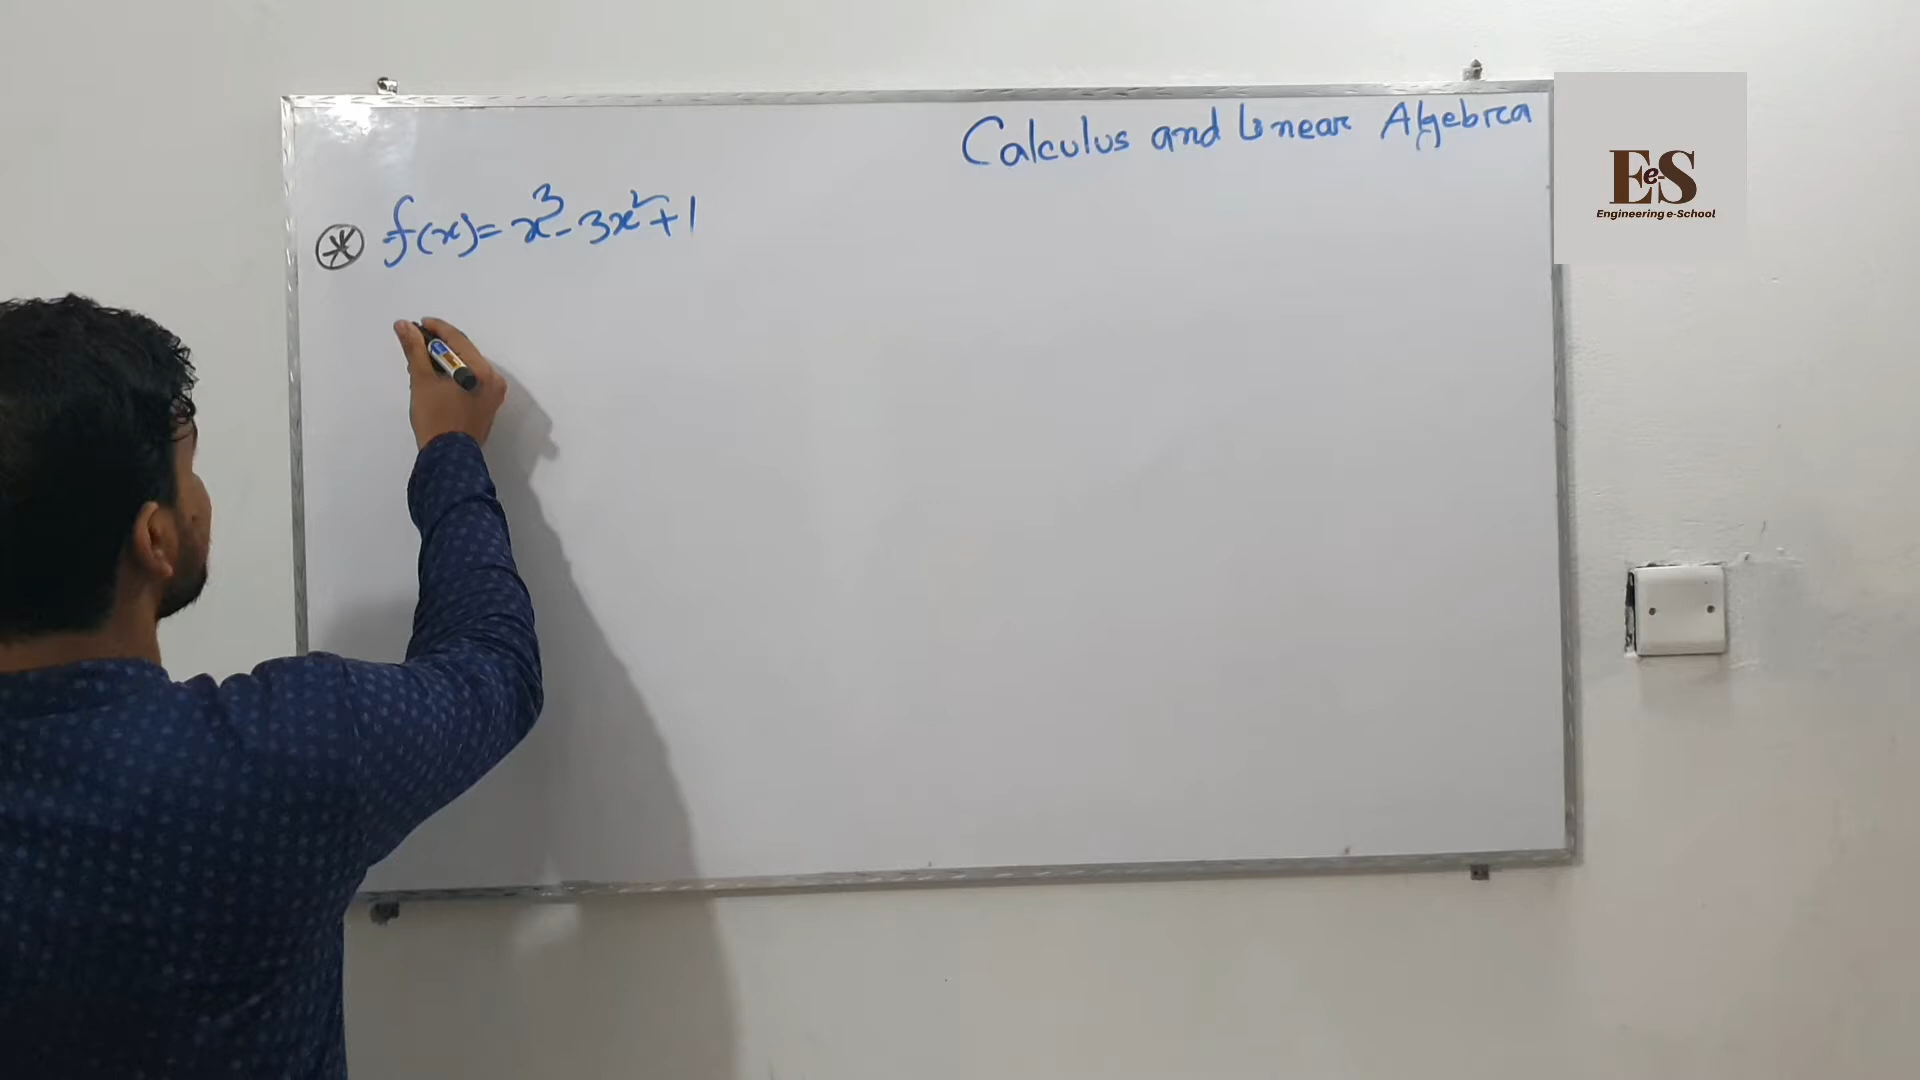 Calculus and Linear Algebra
EeS
Engineering e-School
f(x) = x³ - 3x² + 1